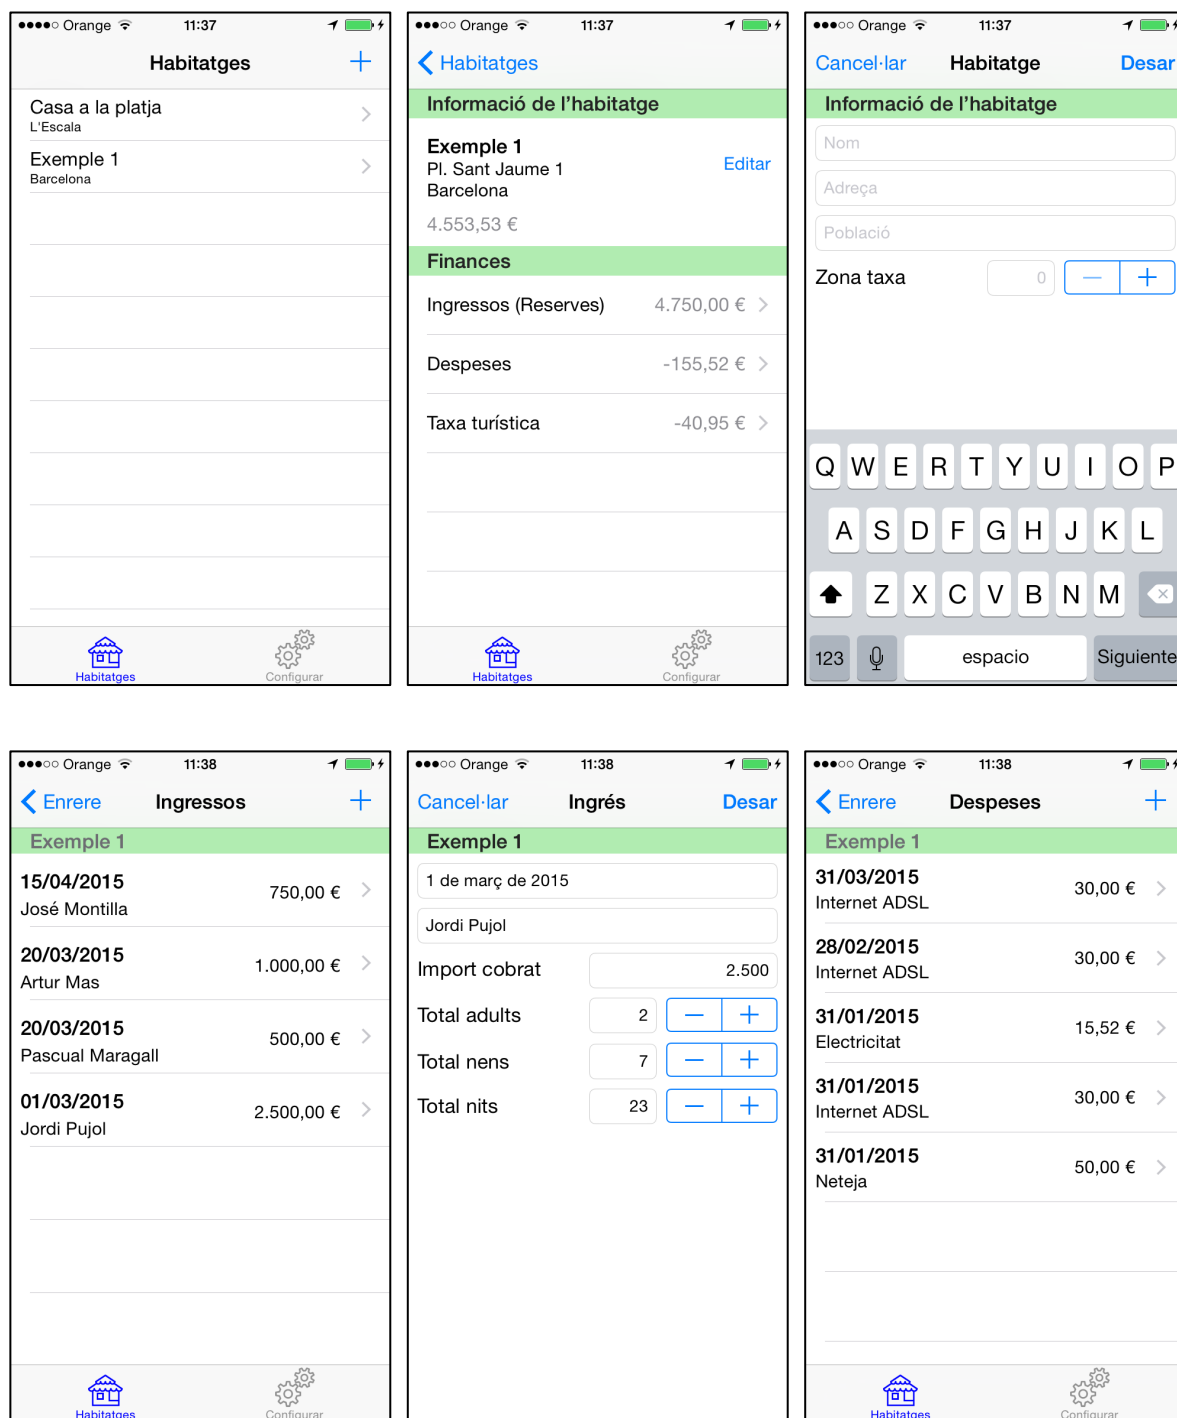 Orange 11:37
Habitatges
Casa a la platja
L'Escala
Exemple 1
Barcelona
Habitatges Configurar
Orange 11:37
Habitatges
Informació de l'habitatge
Exemple 1
Pl. Sant Jaume 1
Barcelona
Editar
4.553,53 €
Finances
Ingressos (Reserves) 4.750,00 €
Despeses -155,52 €
Taxa turística -40,95 €
Habitatges Configurar
Orange 11:37
Cancel·lar Habitatge Desar
Informació de l'habitatge
Nom
Adreça
Població
Zona taxa 0
Q W E R T Y U I O P
A S D F G H J K L
Z X C V B N M
123 espacio Siguiente
Orange 11:38
Enrere Ingressos
Exemple 1
15/04/2015
José Montilla
750,00 €
20/03/2015
Artur Mas
1.000,00 €
20/03/2015
Pascual Maragall
500,00 €
01/03/2015
Jordi Pujol
2.500,00 €
Habitatges Configurar
Orange 11:38
Cancel·lar Ingrés Desar
Exemple 1
1 de març de 2015
Jordi Pujol
Import cobrat 2.500
Total adults 2
Total nens 7
Total nits 23
Orange 11:38
Enrere Despeses
Exemple 1
31/03/2015
Internet ADSL
30,00 €
28/02/2015
Internet ADSL
30,00 €
31/01/2015
Electricitat
15,52 €
31/01/2015
Internet ADSL
30,00 €
31/01/2015
Neteja
50,00 €
Habitatges Configurar